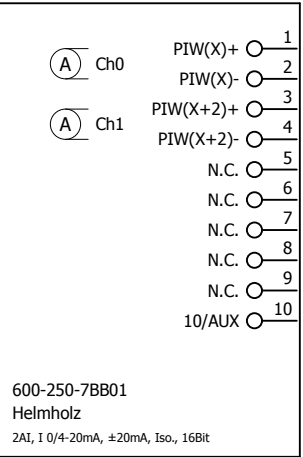 A Ch0
A Ch1
PIW(X)+ 1
PIW(X)- 2
PIW(X+2)+ 3
PIW(X+2)- 4
N.C. 5
N.C. 6
N.C. 7
N.C. 8
N.C. 9
10/AUX 10
600-250-7BB01
Helmholz
2AI, I 0/4-20mA, ±20mA, Iso., 16Bit